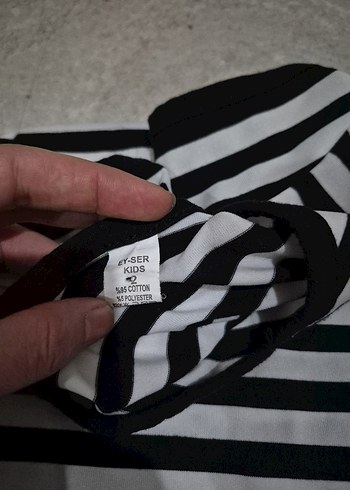 EY-SER
KIDS
%95 COTTON
%5 POLYESTER